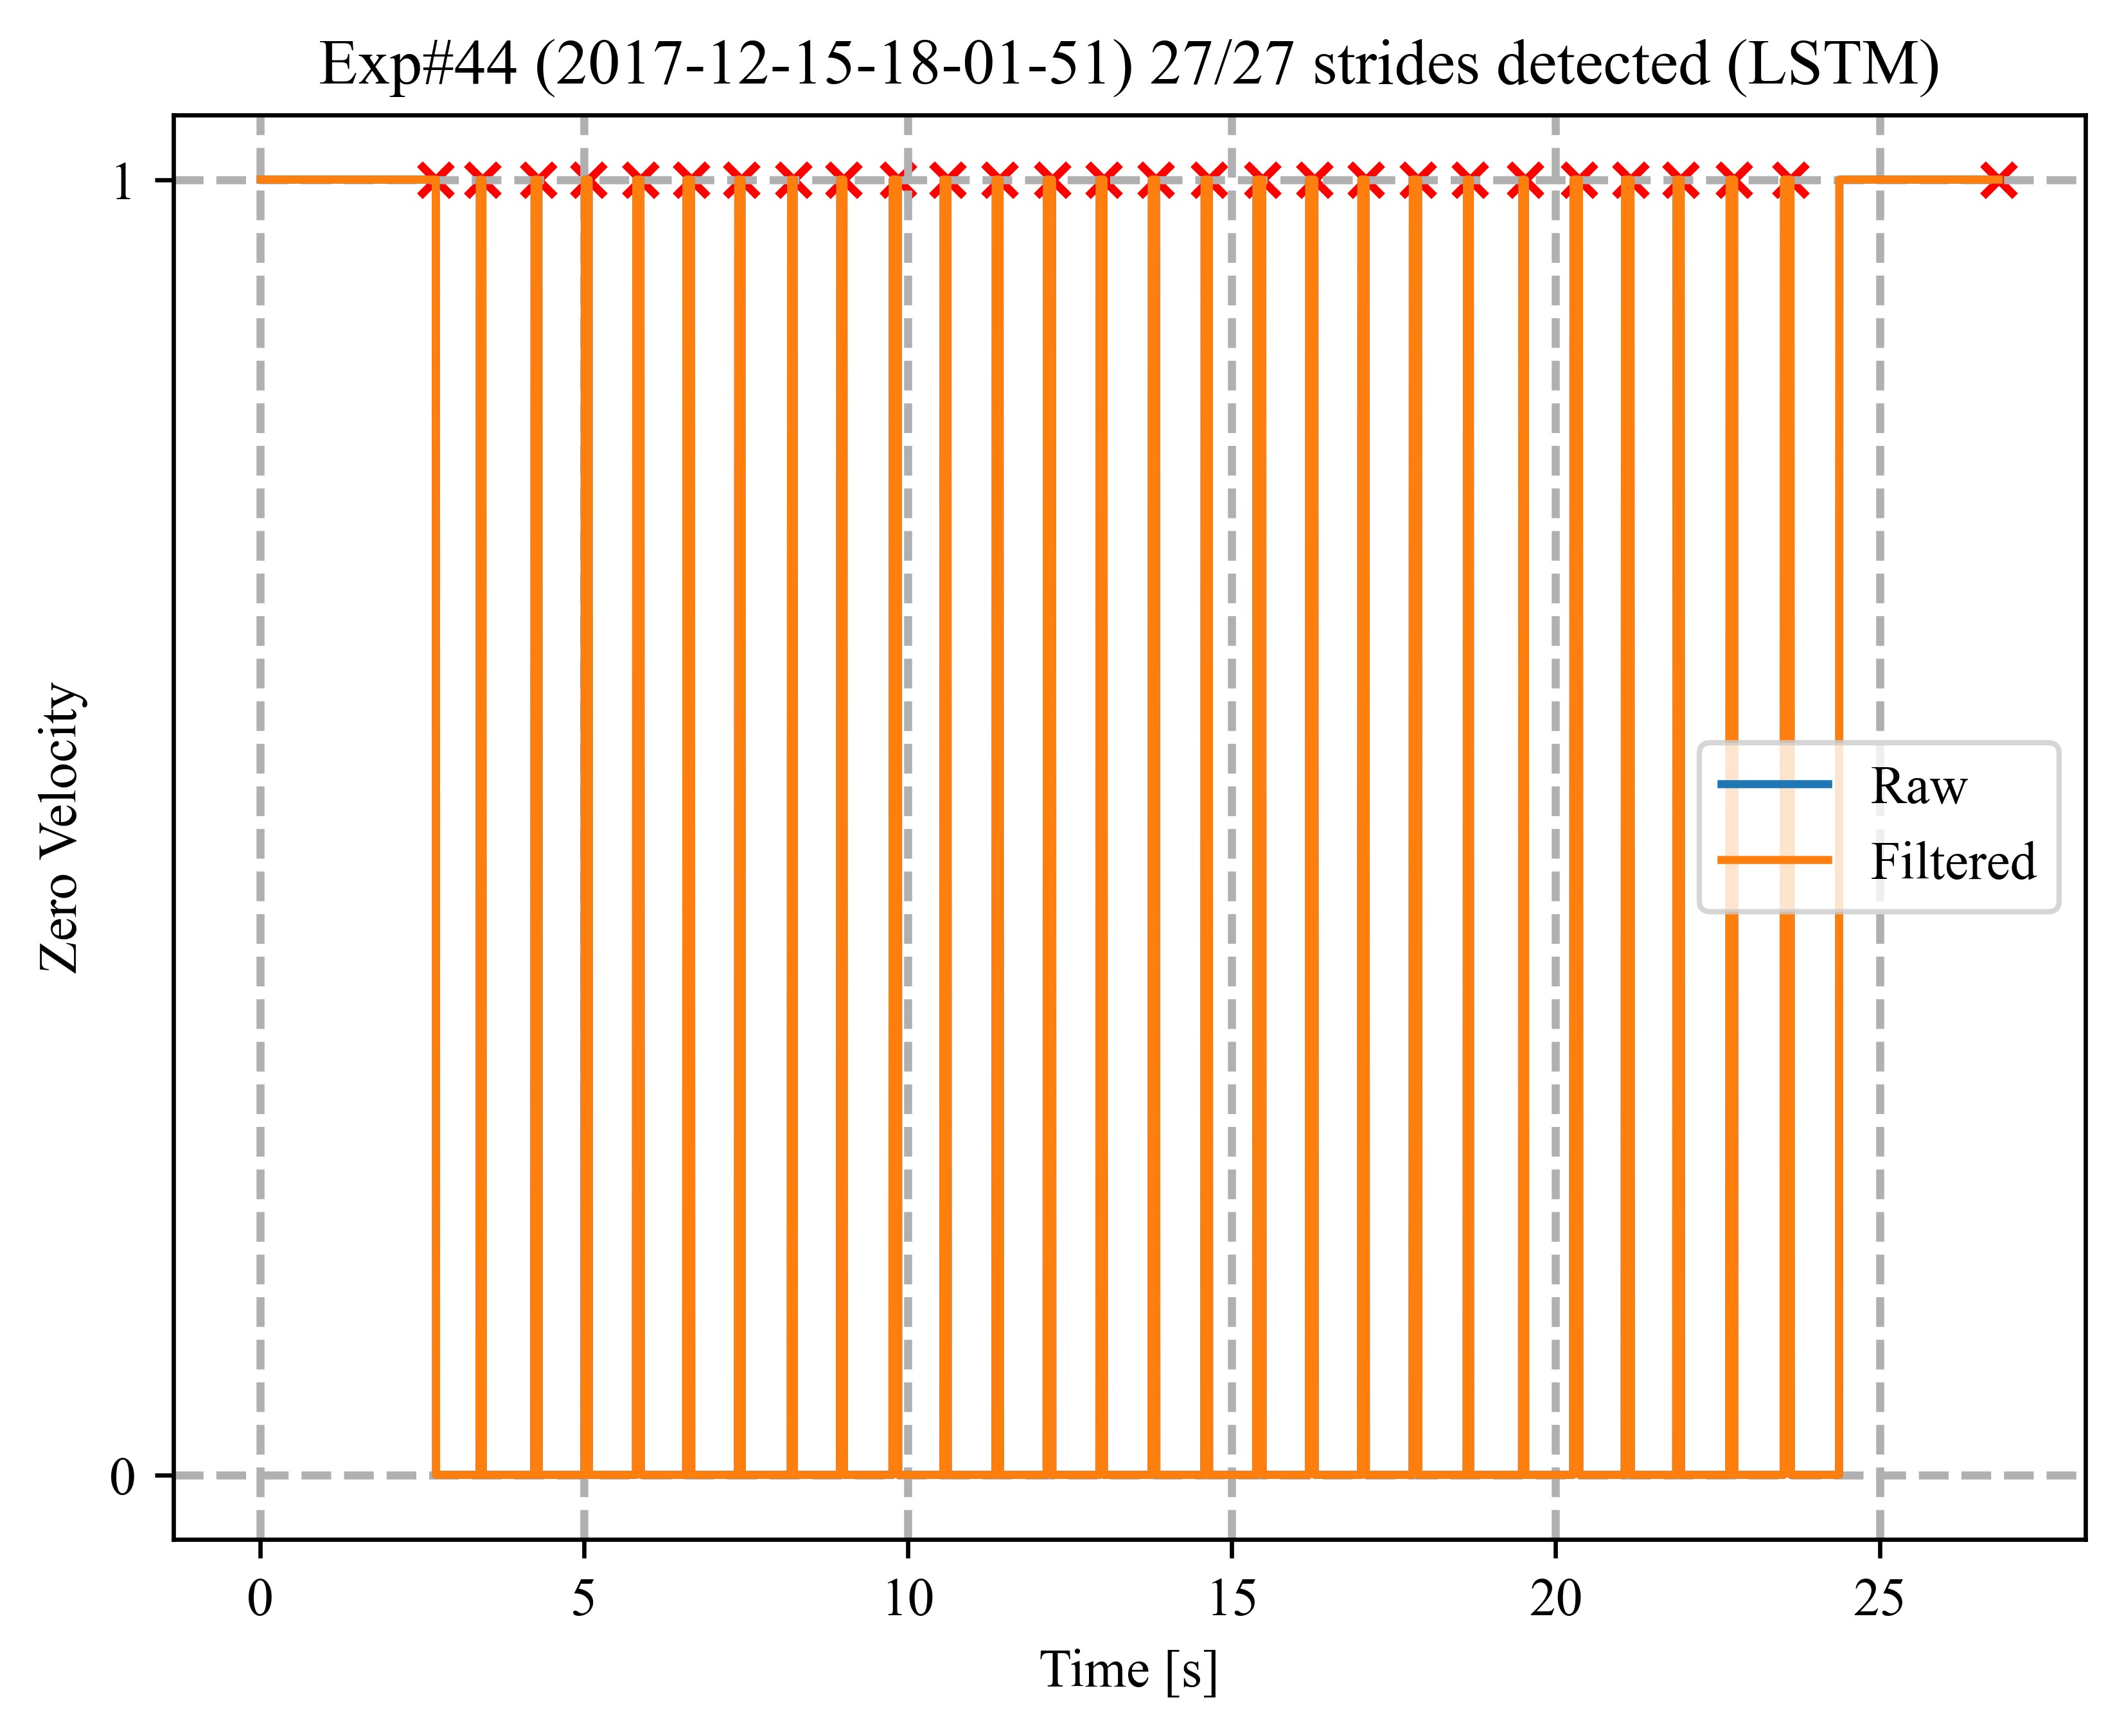 Exp#44 (2017-12-15-18-01-51) 27/27 strides detected (LSTM)
1
Zero Velocity
Raw
Filtered
0
0 5 10 15 20 25
Time [s]